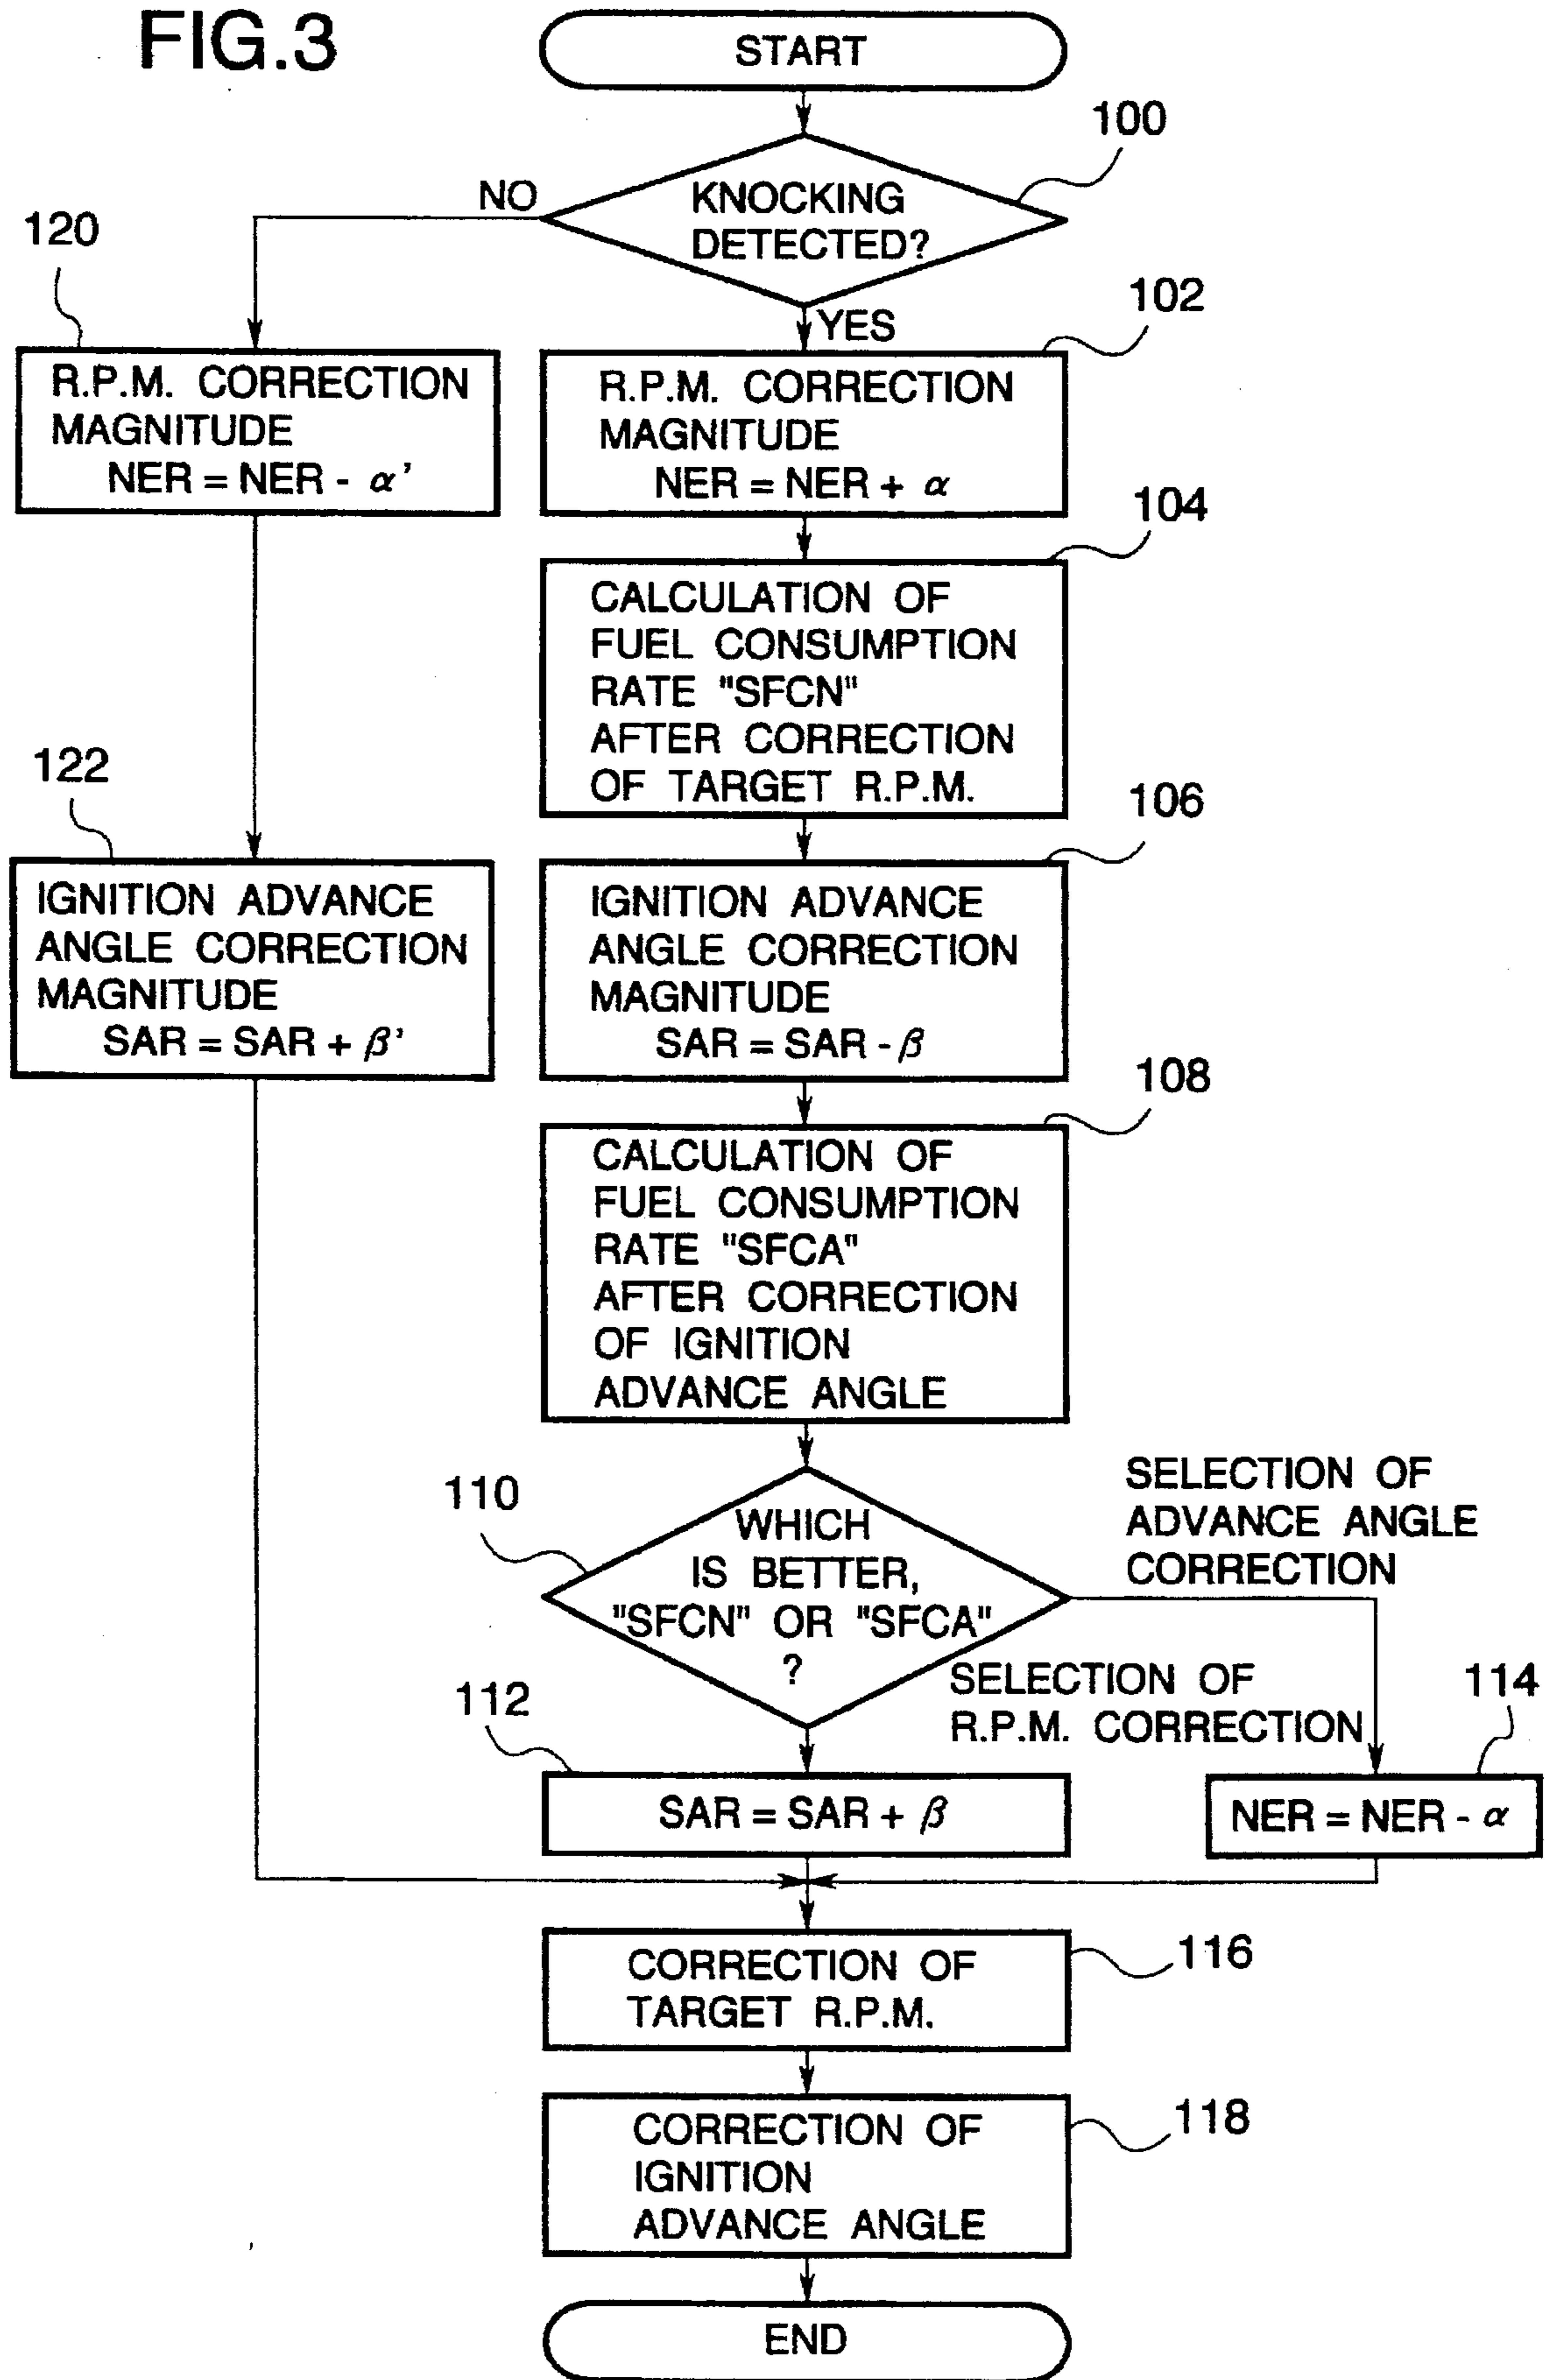 FIG.3
START
100
KNOCKING
DETECTED?
NO
YES
120
R.P.M. CORRECTION
MAGNITUDE
NER = NER - α'
102
R.P.M. CORRECTION
MAGNITUDE
NER = NER + α
104
CALCULATION OF
FUEL CONSUMPTION
RATE "SFCN"
AFTER CORRECTION
OF TARGET R.P.M.
122
IGNITION ADVANCE
ANGLE CORRECTION
MAGNITUDE
SAR = SAR + β'
106
IGNITION ADVANCE
ANGLE CORRECTION
MAGNITUDE
SAR = SAR - β
108
CALCULATION OF
FUEL CONSUMPTION
RATE "SFCA"
AFTER CORRECTION
OF IGNITION
ADVANCE ANGLE
110
WHICH
IS BETTER,
"SFCN" OR "SFCA"
?
SELECTION OF
ADVANCE ANGLE
CORRECTION
SELECTION OF
R.P.M. CORRECTION
112
SAR = SAR + β
114
NER = NER - α
116
CORRECTION OF
TARGET R.P.M.
118
CORRECTION OF
IGNITION
ADVANCE ANGLE
END